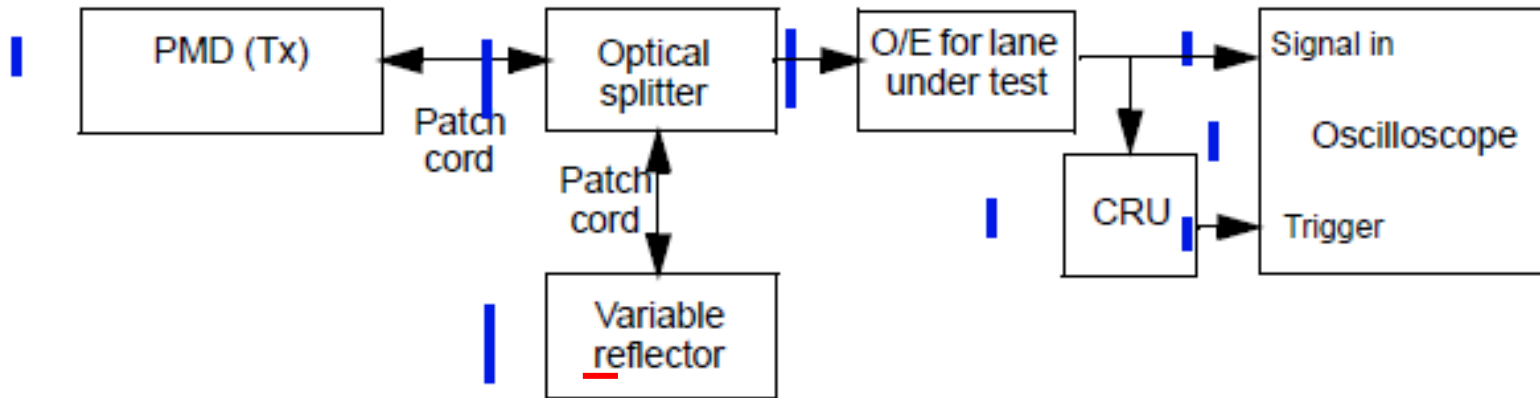 PMD (Tx)
Patch
cord
Optical
splitter
Patch
cord
Variable
reflector
O/E for lane
under test
CRU
Signal in
Oscilloscope
Trigger